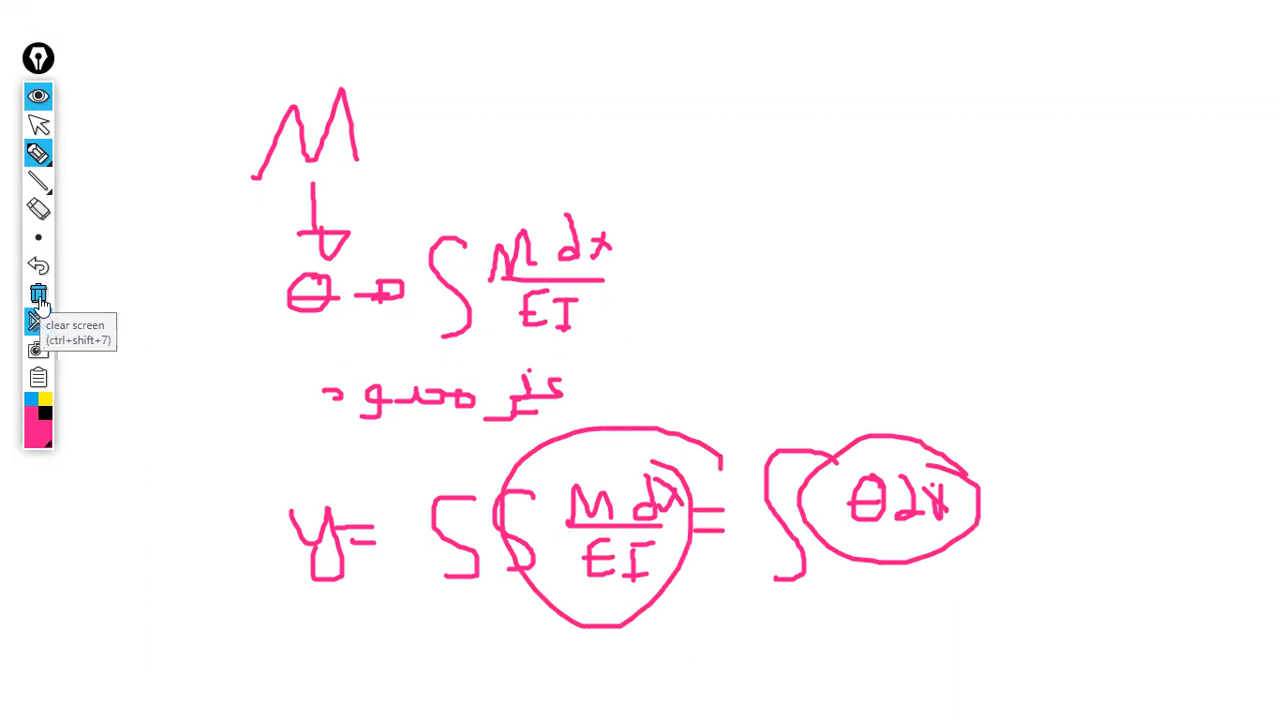 M
θ → ∫ M dx / EI
y = ∫ ∫ M dx / EI = ∫ θ dx
clear screen
(ctrl+shift+7)